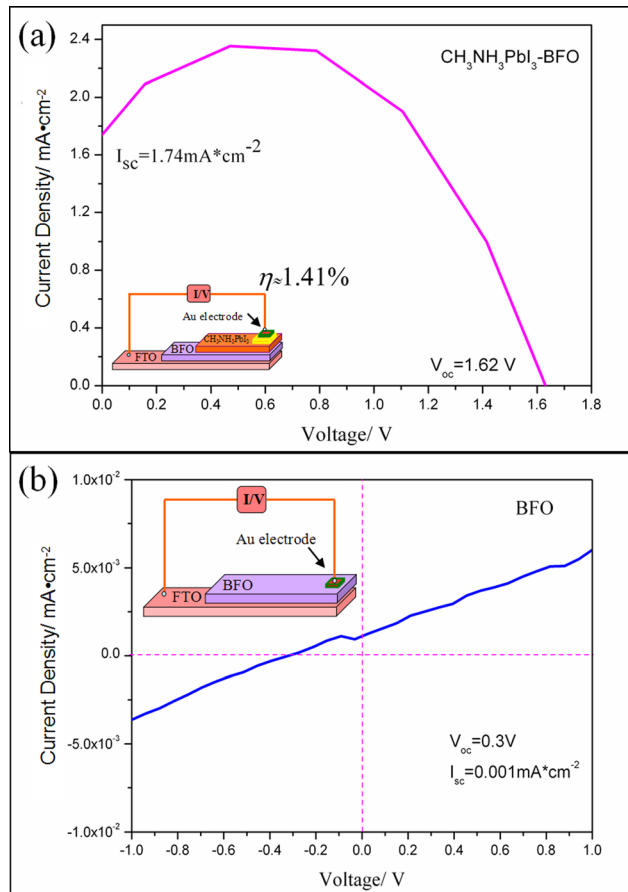 (a)
CH₃NH₃PbI₃-BFO
Current Density/ mA•cm⁻²
2.4
2.0
1.6
1.2
0.8
0.4
0.0
I_sc=1.74mA*cm⁻²
η≈1.41%
I/V
Au electrode
CH₃NH₃PbI₃
BFO
FTO
V_oc=1.62 V
0.0 0.2 0.4 0.6 0.8 1.0 1.2 1.4 1.6 1.8
Voltage/ V
(b)
BFO
Current Density/ mA•cm⁻²
1.0x10⁻²
5.0x10⁻³
0.0
-5.0x10⁻³
-1.0x10⁻²
I/V
Au electrode
BFO
FTO
V_oc=0.3V
I_sc=0.001mA*cm⁻²
-1.0 -0.8 -0.6 -0.4 -0.2 0.0 0.2 0.4 0.6 0.8 1.0
Voltage/ V